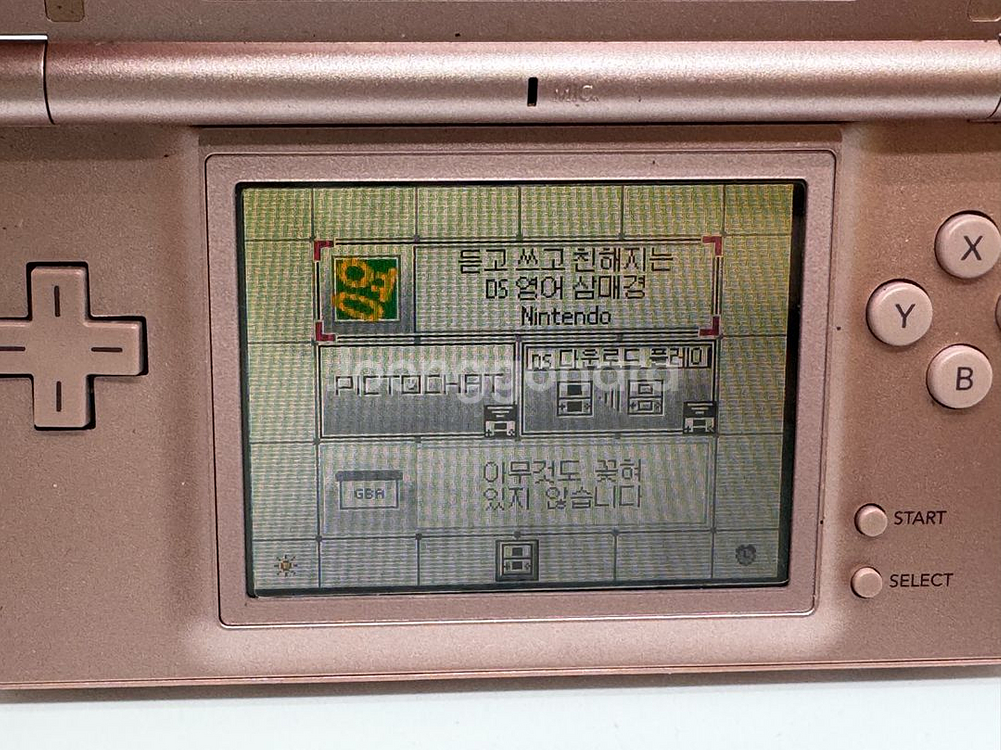 MIC.
영
듣고 쓰고 친해지는
DS 영어 삼매경
Nintendo
PICTOCHAT
DS 다운로드 플레이
GBA
아무것도 꽂혀
있지 않습니다
X
Y
B
START
SELECT